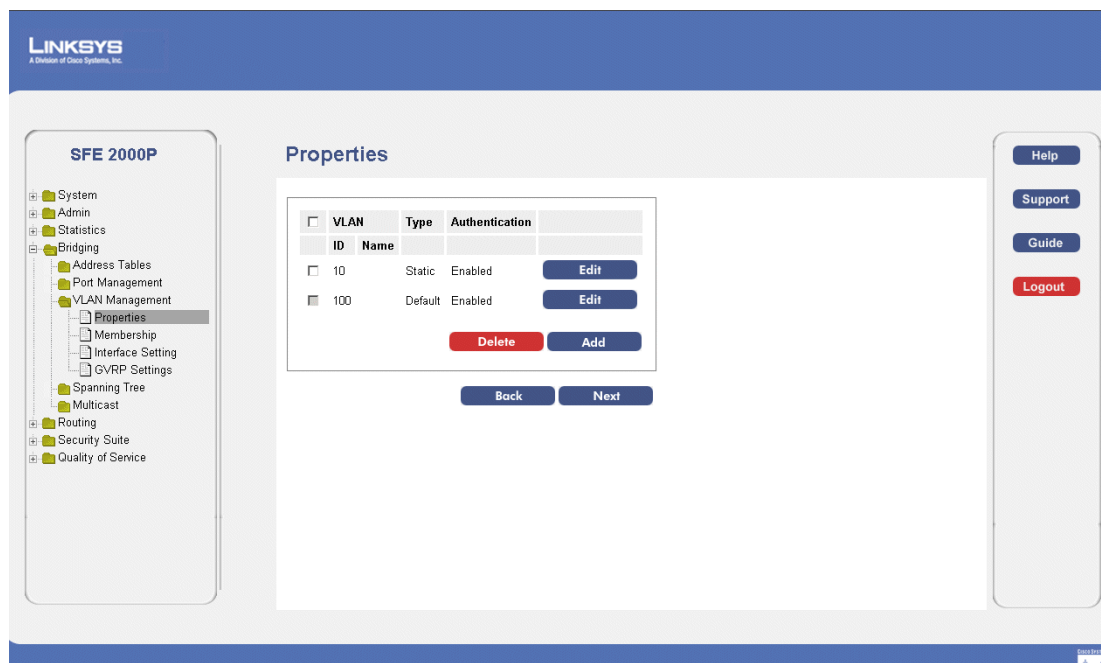 LINKSYS
A Division of Cisco Systems, Inc.
SFE 2000P
System
Admin
Statistics
Bridging
Address Tables
Port Management
VLAN Management
Properties
Membership
Interface Setting
GVRP Settings
Spanning Tree
Multicast
Routing
Security Suite
Quality of Service
Properties
VLAN Type Authentication
ID Name
10 Static Enabled Edit
100 Default Enabled Edit
Delete Add
Back Next
Help
Support
Guide
Logout